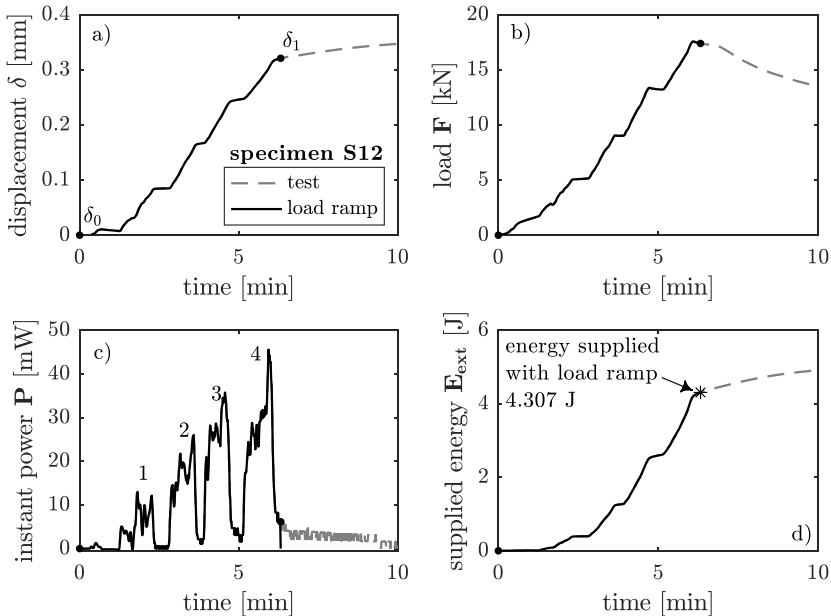 a)
displacement δ [mm]
0.4
0.3
0.2
0.1
0
δ₀
δ₁
specimen S12
test
load ramp
0
5
10
time [min]
b)
load F [kN]
20
15
10
5
0
0
5
10
time [min]
c)
instant power P [mW]
50
40
30
20
10
0
1
2
3
4
0
5
10
time [min]
supplied energy E_ext [J]
6
4
2
0
energy supplied
with load ramp
4.307 J
d)
0
5
10
time [min]